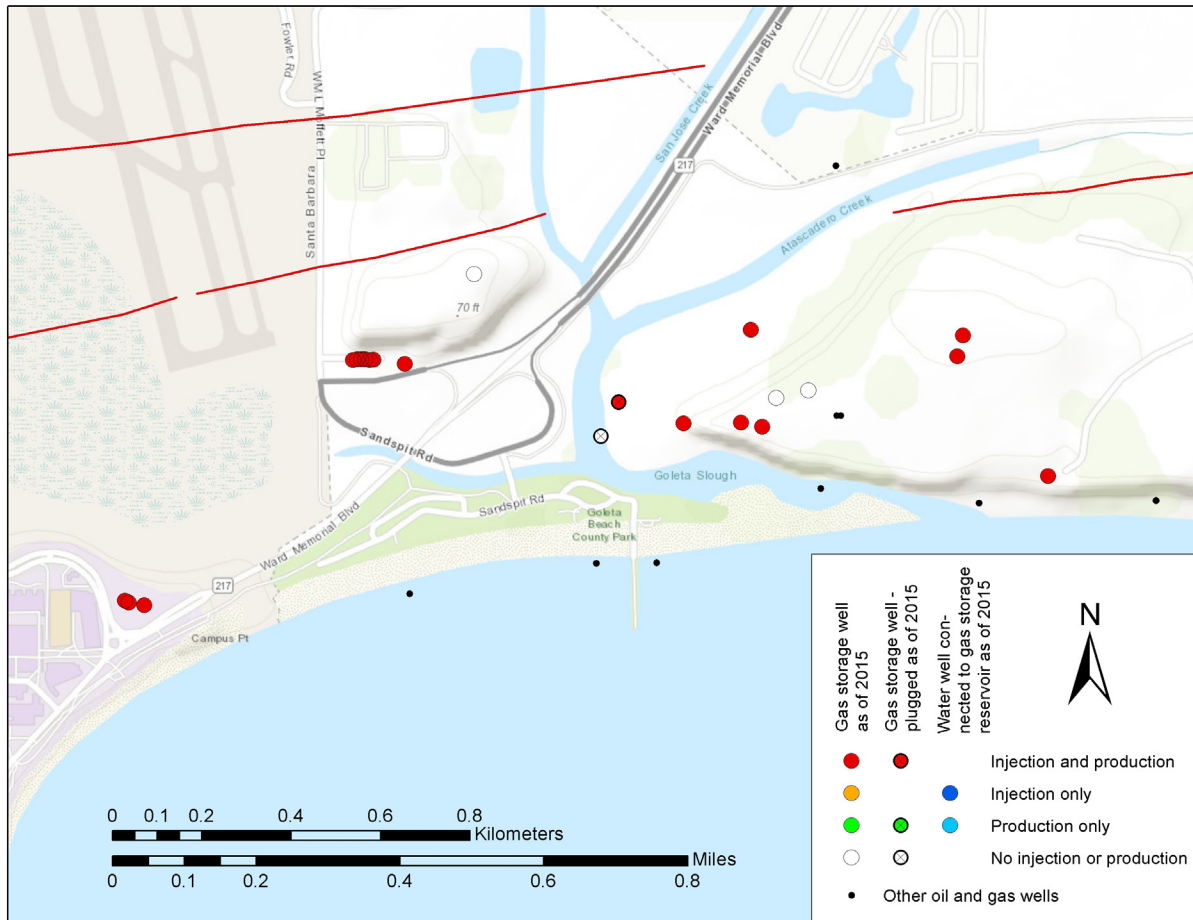 Fowler Rd
WM L Moffett Pl
Santa Barbara
San Jose Creek
Ward Memorial Blvd
217
Atascadero Creek
70 ft
Sandspit Rd
Goleta Slough
Sandspit Rd
Goleta
Beach
County Park
Ward Memorial Blvd
217
Campus Pt
N
Gas storage well
as of 2015
Gas storage well -
plugged as of 2015
Water well con-
nected to gas storage
reservoir as of 2015
Injection and production
Injection only
Production only
No injection or production
Other oil and gas wells
0 0.1 0.2 0.4 0.6 0.8
Kilometers
Miles
0 0.1 0.2 0.4 0.6 0.8